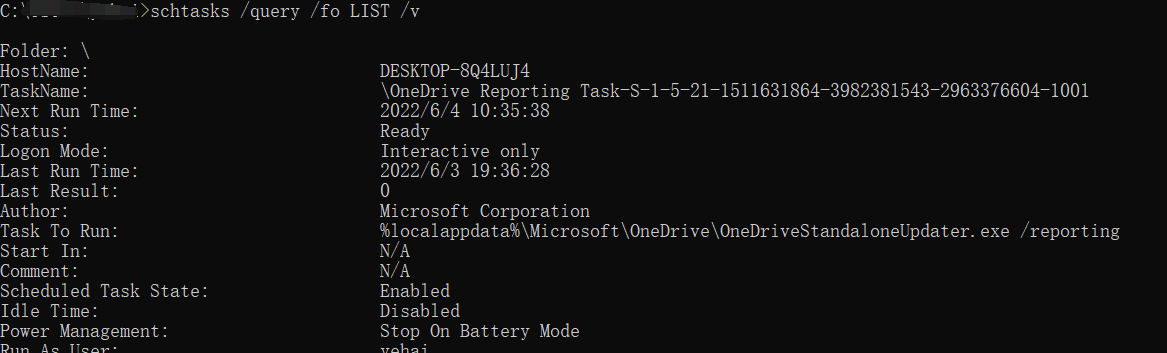 C:\>schtasks /query /fo LIST /v
Folder: \
HostName: DESKTOP-8Q4LUJ4
TaskName: \OneDrive Reporting Task-S-1-5-21-1511631864-3982381543-2963376604-1001
Next Run Time: 2022/6/4 10:35:38
Status: Ready
Logon Mode: Interactive only
Last Run Time: 2022/6/3 19:36:28
Last Result: 0
Author: Microsoft Corporation
Task To Run: %localappdata%\Microsoft\OneDrive\OneDriveStandaloneUpdater.exe /reporting
Start In: N/A
Comment: N/A
Scheduled Task State: Enabled
Idle Time: Disabled
Power Management: Stop On Battery Mode
Run As User: